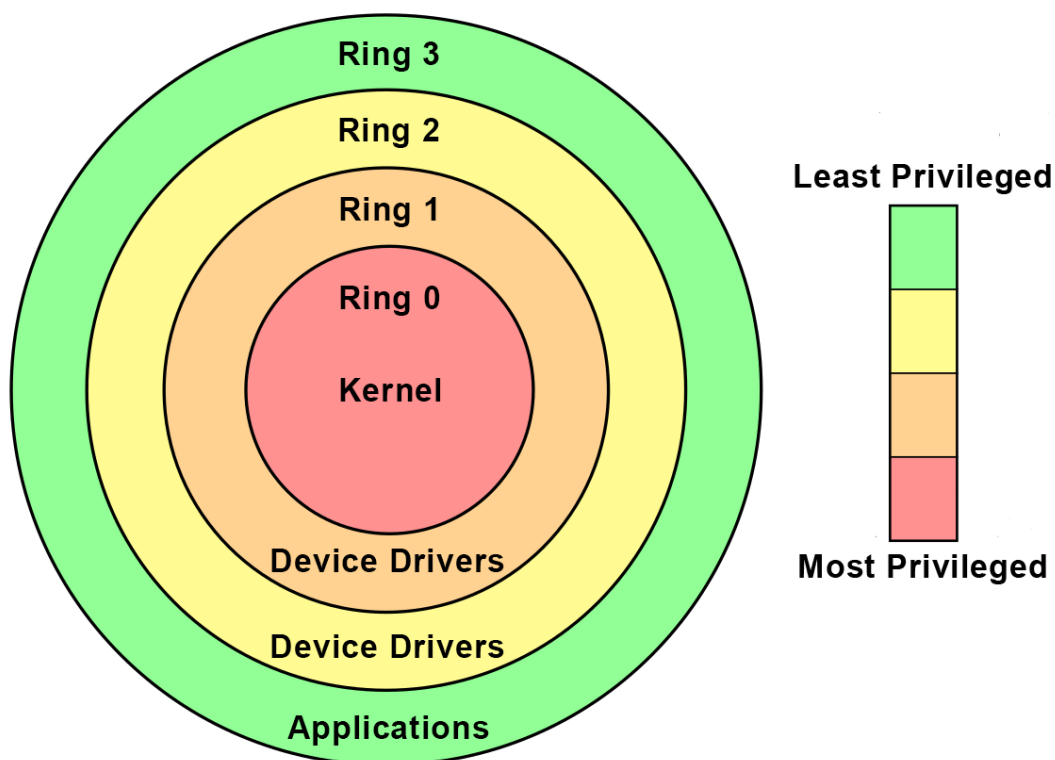 Ring 3
Ring 2
Ring 1
Ring 0
Kernel
Device Drivers
Device Drivers
Applications
Least Privileged
Most Privileged